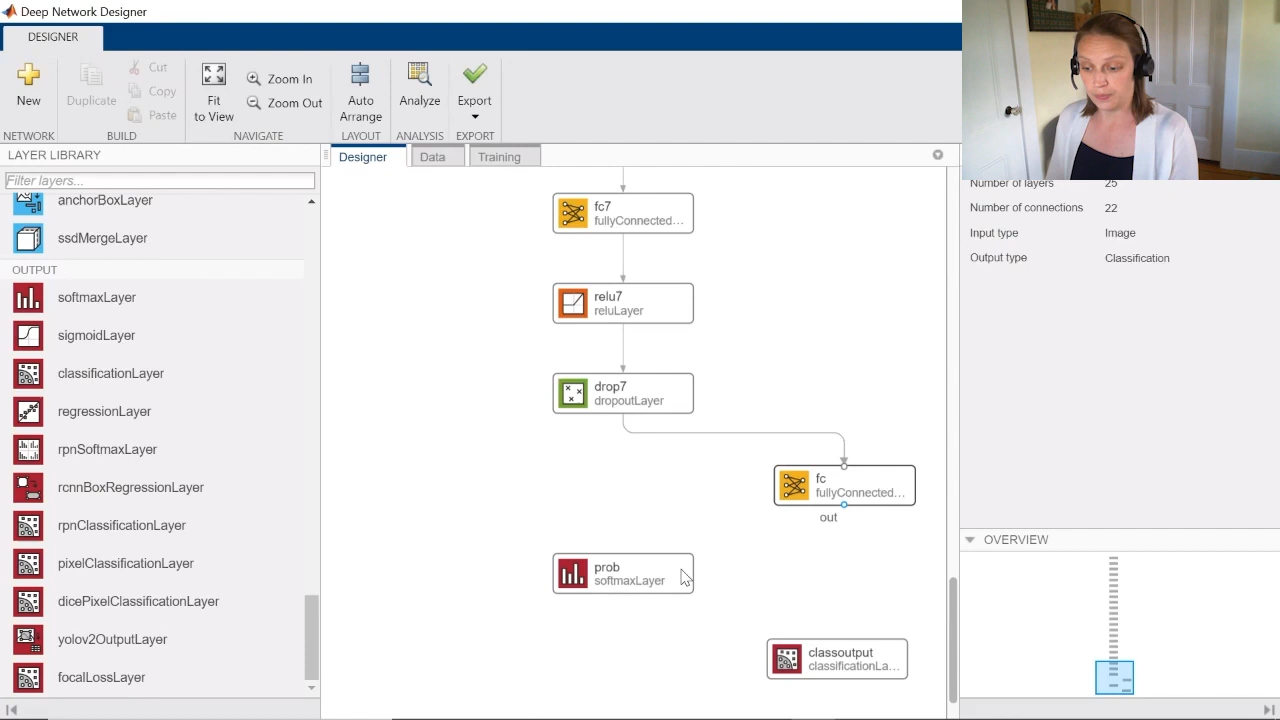 Deep Network Designer
DESIGNER
New
Duplicate
Cut
Copy
Paste
Fit
to View
Zoom In
Zoom Out
Auto
Arrange
Analyze
Export
NETWORK
BUILD
NAVIGATE
LAYOUT
ANALYSIS
EXPORT
LAYER LIBRARY
Filter layers...
anchorBoxLayer
ssdMergeLayer
OUTPUT
softmaxLayer
sigmoidLayer
classificationLayer
regressionLayer
rpnSoftmaxLayer
rcnnBoxRegressionLayer
rpnClassificationLayer
pixelClassificationLayer
dicePixelClassificationLayer
yolov2OutputLayer
focalLossLayer
Designer
Data
Training
fc7
fullyConnected...
relu7
reluLayer
drop7
dropoutLayer
fc
fullyConnected...
out
prob
softmaxLayer
classoutput
classificationLa...
Number of layers 25
Number of connections 22
Input type Image
Output type Classification
OVERVIEW